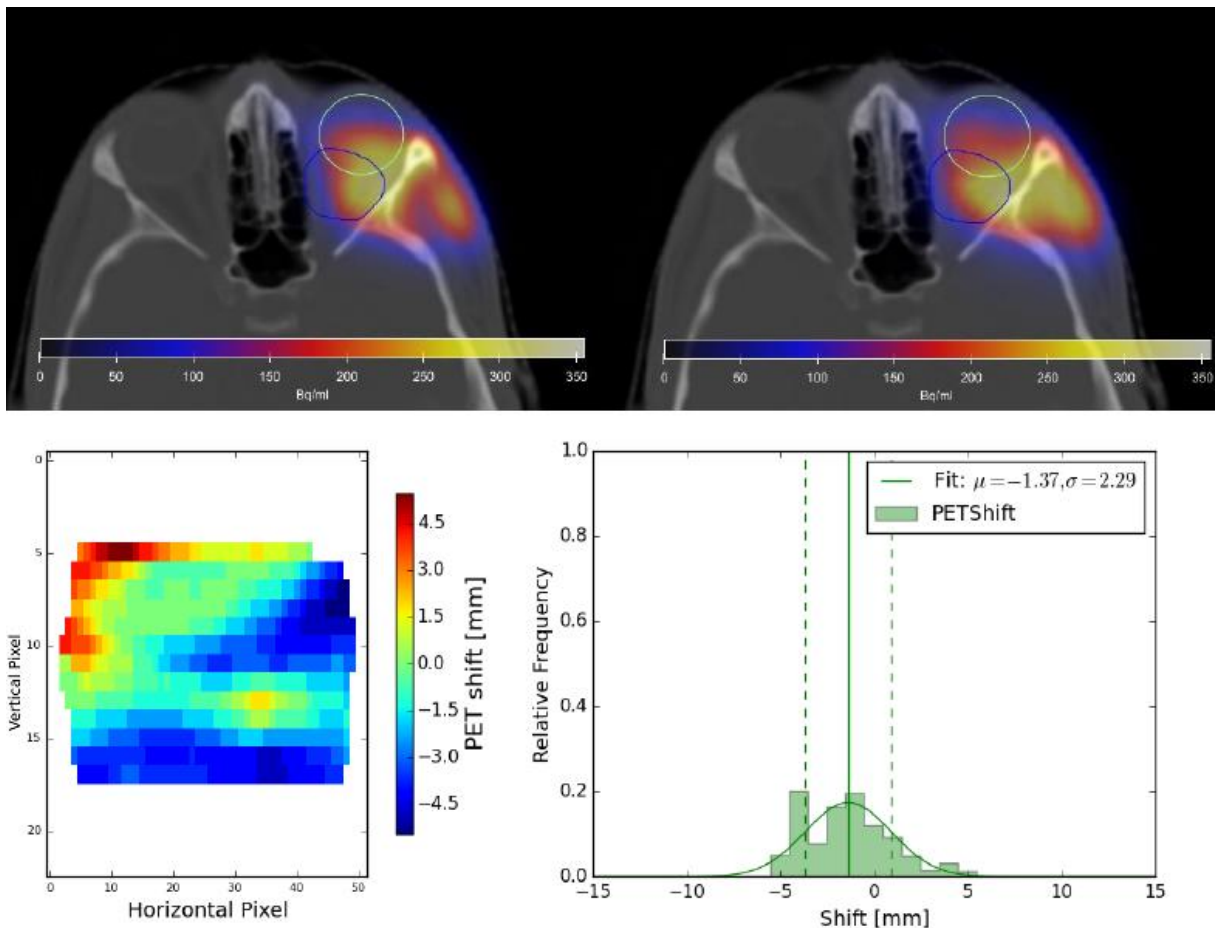 0 50 100 150 200 250 300 350
Bq/ml
0 50 100 150 200 250 300 350
Bq/ml
0
5
10
15
20
Vertical Pixel
0 10 20 30 40 50
Horizontal Pixel
4.5
3.0
1.5
0.0
−1.5
−3.0
−4.5
PET shift [mm]
1.0
0.8
0.6
0.4
0.2
0.0
Relative Frequency
Fit: μ=−1.37,σ=2.29
PETShift
−15 −10 −5 0 5 10 15
Shift [mm]